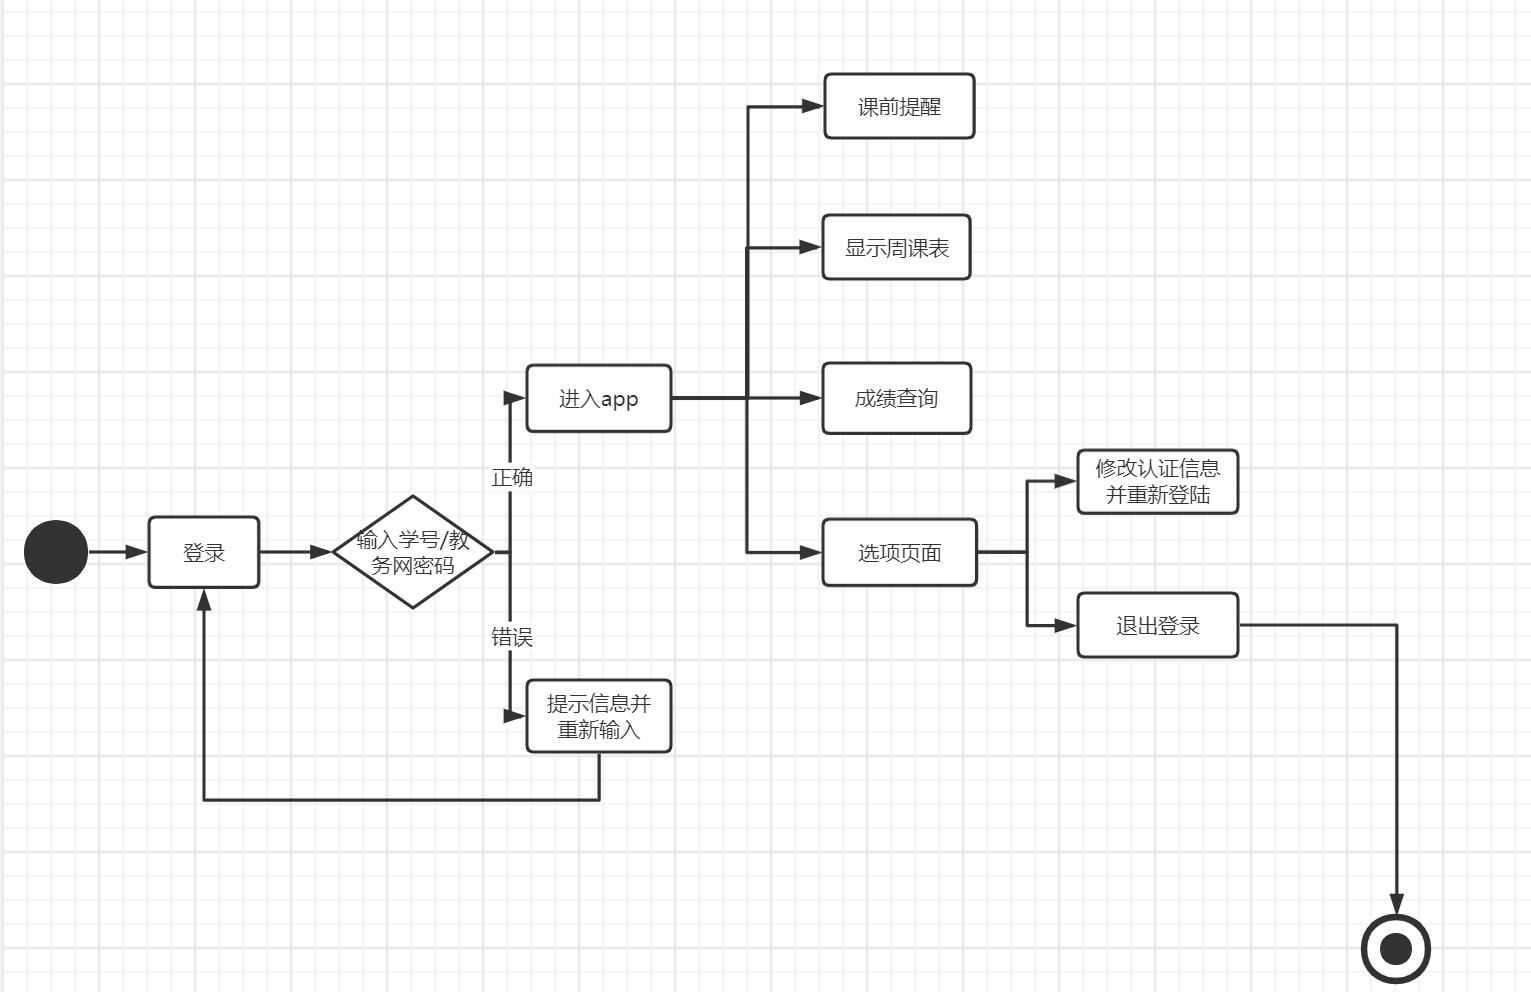 课前提醒
显示周课表
进入app
成绩查询
正确
修改认证信息
并重新登陆
登录
输入学号/教
务网密码
选项页面
错误
退出登录
提示信息并
重新输入